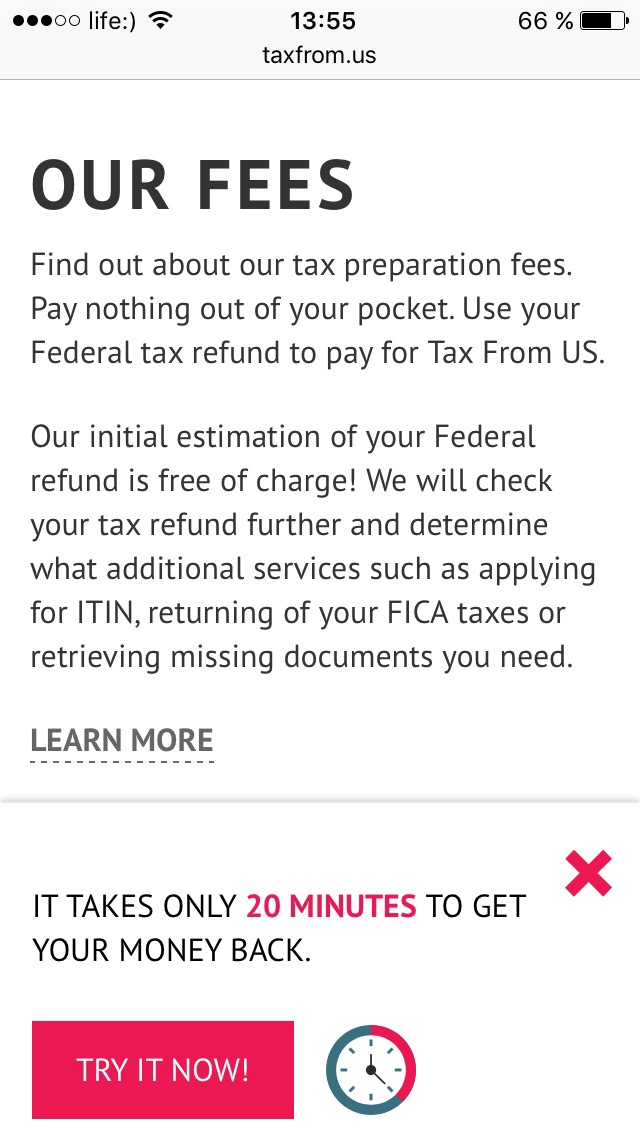 life:) 13:55 66 %
taxfrom.us
OUR FEES
Find out about our tax preparation fees.
Pay nothing out of your pocket. Use your
Federal tax refund to pay for Tax From US.
Our initial estimation of your Federal
refund is free of charge! We will check
your tax refund further and determine
what additional services such as applying
for ITIN, returning of your FICA taxes or
retrieving missing documents you need.
LEARN MORE
IT TAKES ONLY 20 MINUTES TO GET
YOUR MONEY BACK.
TRY IT NOW!